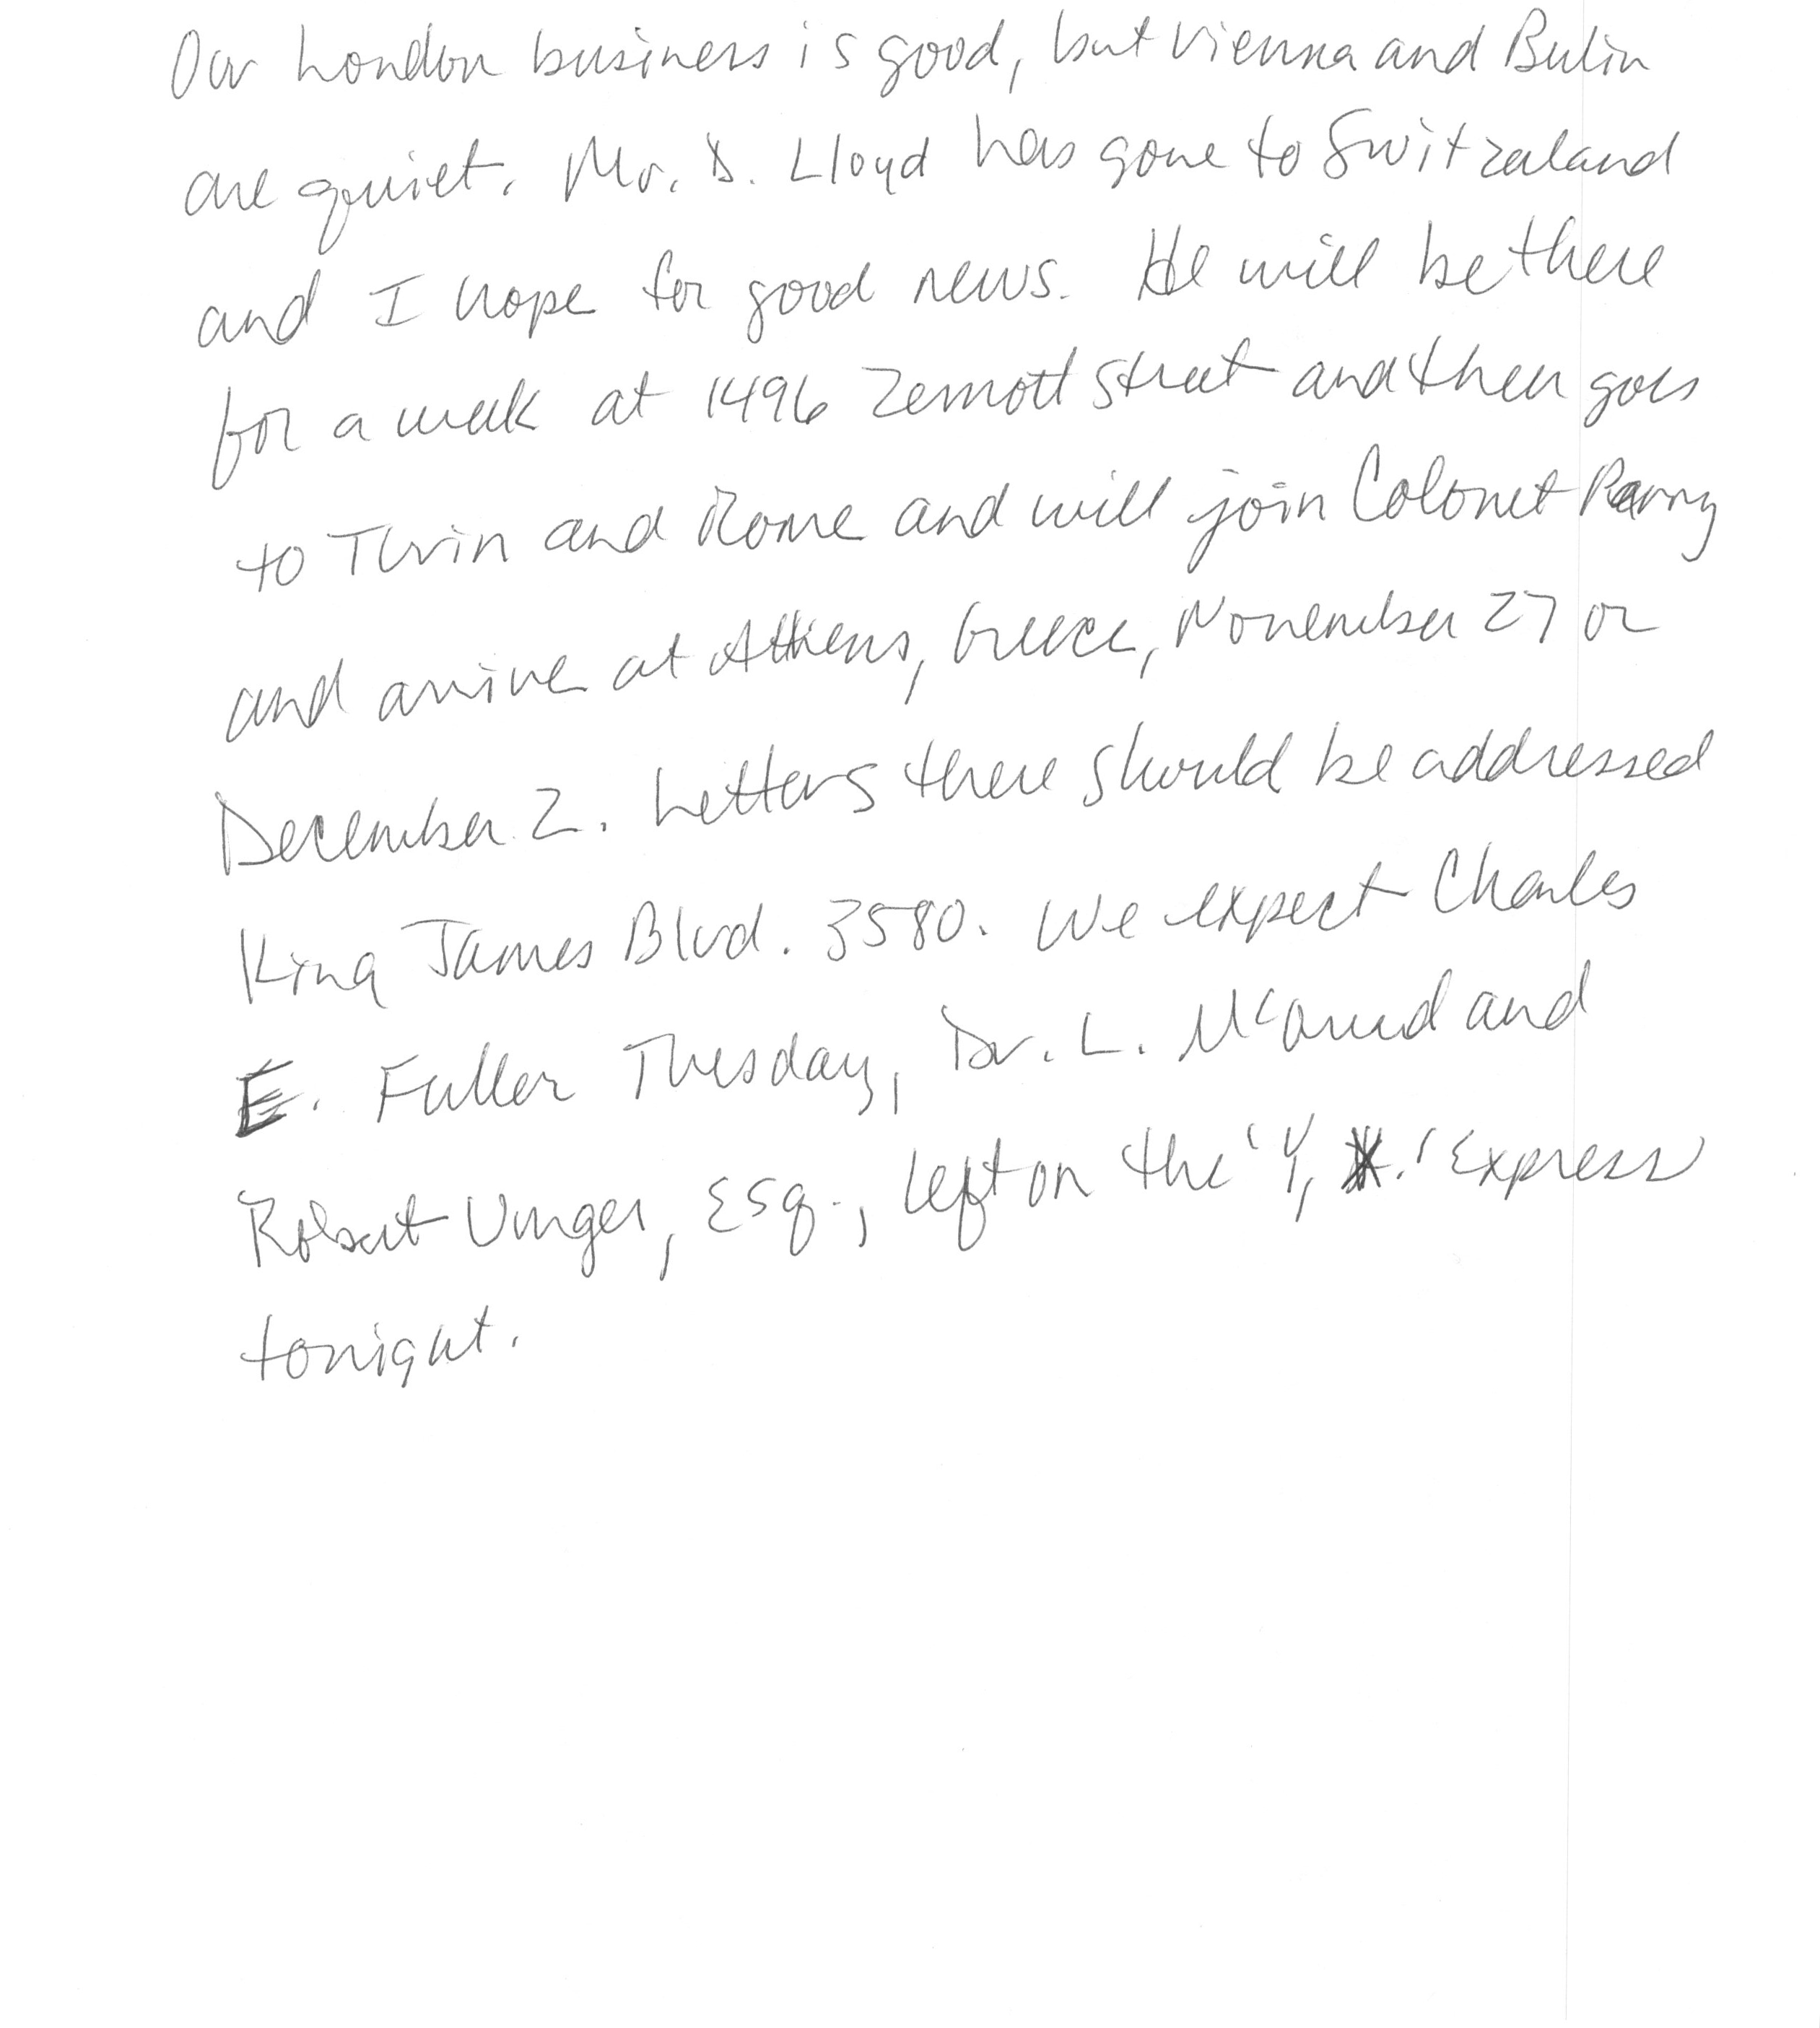 Our London business is good, but Vienna and Berlin
are quiet. Mr. D. Lloyd has gone to Switzerland
and I hope for good news. He will be there
for a week at 1496 Zermott Street and then goes
to Turin and Rome and will join Colonel Parry
and arrive at Athens, Greece, November 27 or
December 2. Letters there should be addressed
King James Blvd. 3580. We expect Charles
E. Fuller Tuesday, Dr. L. McQuaid and
Robert Unger, Esq., left on the 'Y, X.' Express
tonight.